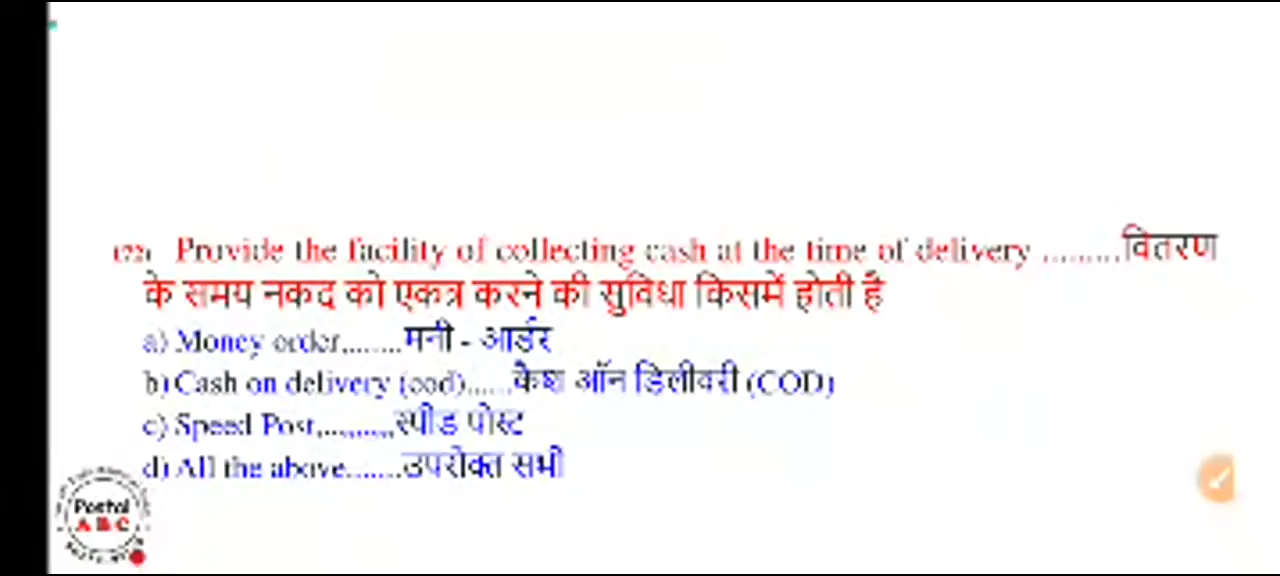 Provide the facility of collecting cash at the time of delivery .........वितरण
के समय नकद को एकत्र करने की सुविधा किसमें होती है
a) Money order,.......मनी - आर्डर
b) Cash on delivery (cod)......केश ऑन डिलीवरी (COD)
c) Speed Post,.........स्पीड पोस्ट
d) All the above.......उपरोक्त सभी
Postal
ABC